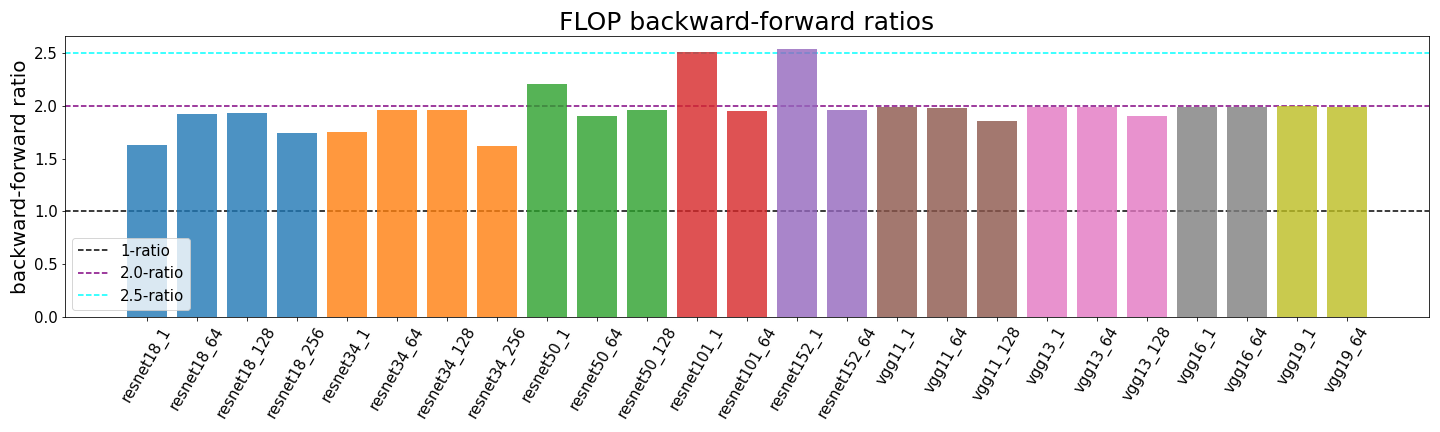 FLOP backward-forward ratios
backward-forward ratio
2.5
2.0
1.5
1.0
0.5
0.0
1-ratio
2.0-ratio
2.5-ratio
resnet18_1
resnet18_64
resnet18_128
resnet18_256
resnet34_1
resnet34_64
resnet34_128
resnet34_256
resnet50_1
resnet50_64
resnet50_128
resnet101_1
resnet101_64
resnet152_1
resnet152_64
vgg11_1
vgg11_64
vgg11_128
vgg13_1
vgg13_64
vgg13_128
vgg16_1
vgg16_64
vgg19_1
vgg19_64